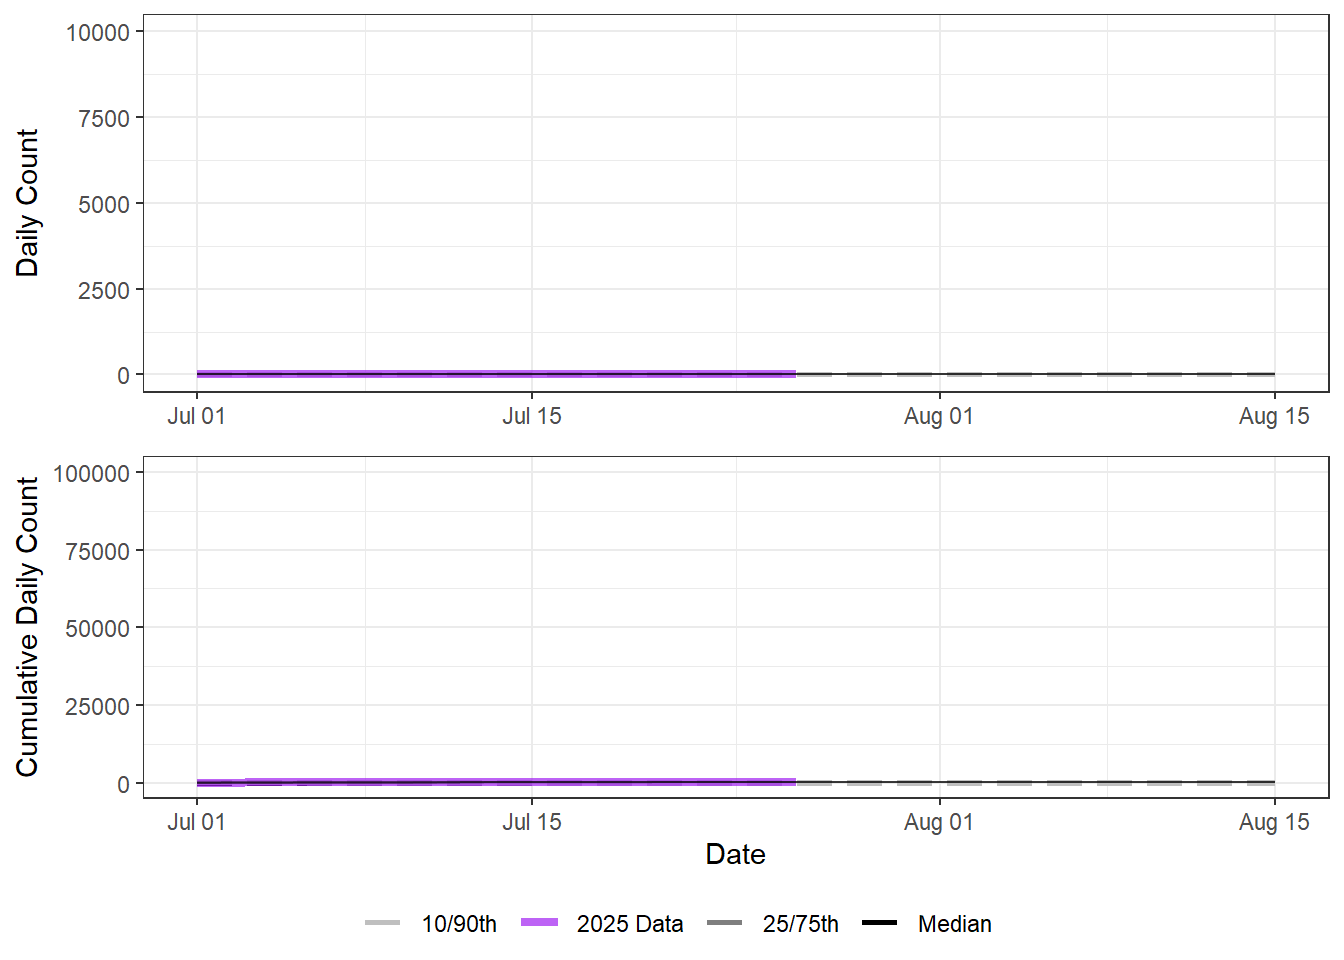 Daily Count
10000
7500
5000
2500
0
Jul 01 Jul 15 Aug 01 Aug 15
Cumulative Daily Count
100000
75000
50000
25000
0
Jul 01 Jul 15 Aug 01 Aug 15
Date
10/90th 2025 Data 25/75th Median